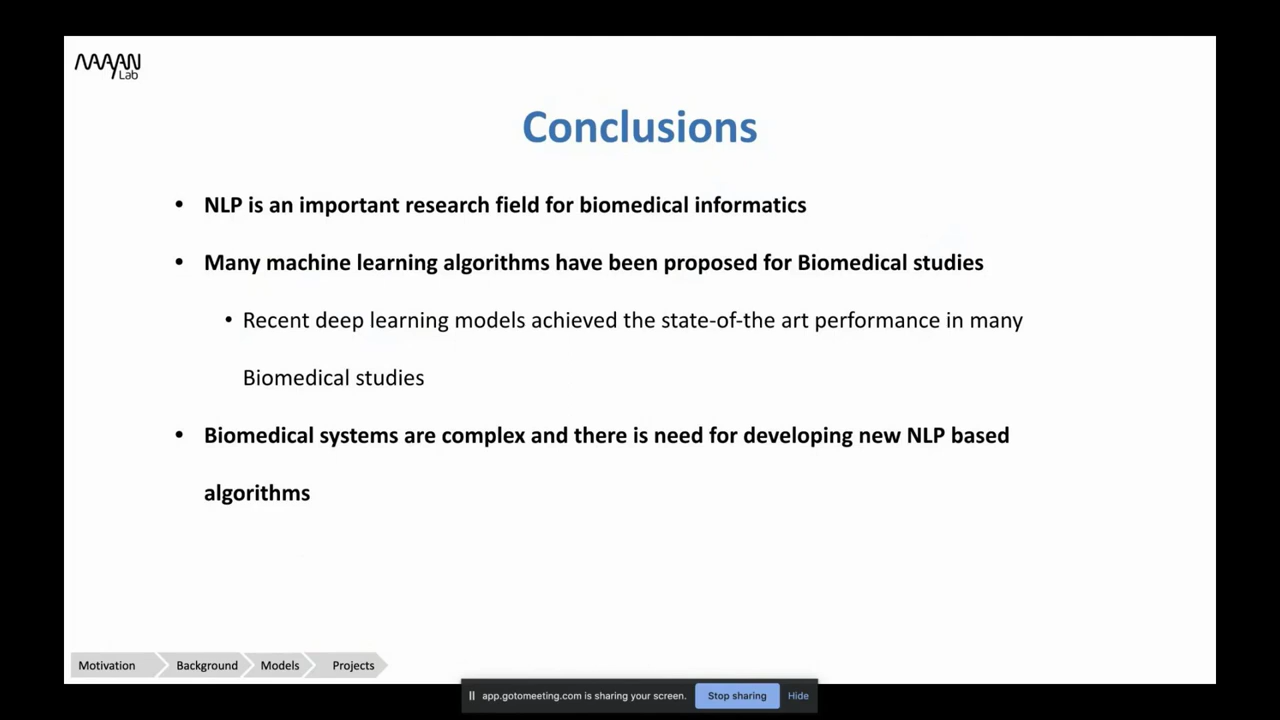 MAAYAN
Lab
Conclusions
• NLP is an important research field for biomedical informatics
• Many machine learning algorithms have been proposed for Biomedical studies
• Recent deep learning models achieved the state-of-the art performance in many
Biomedical studies
• Biomedical systems are complex and there is need for developing new NLP based
algorithms
Motivation Background Models Projects
app.gotomeeting.com is sharing your screen. Stop sharing Hide